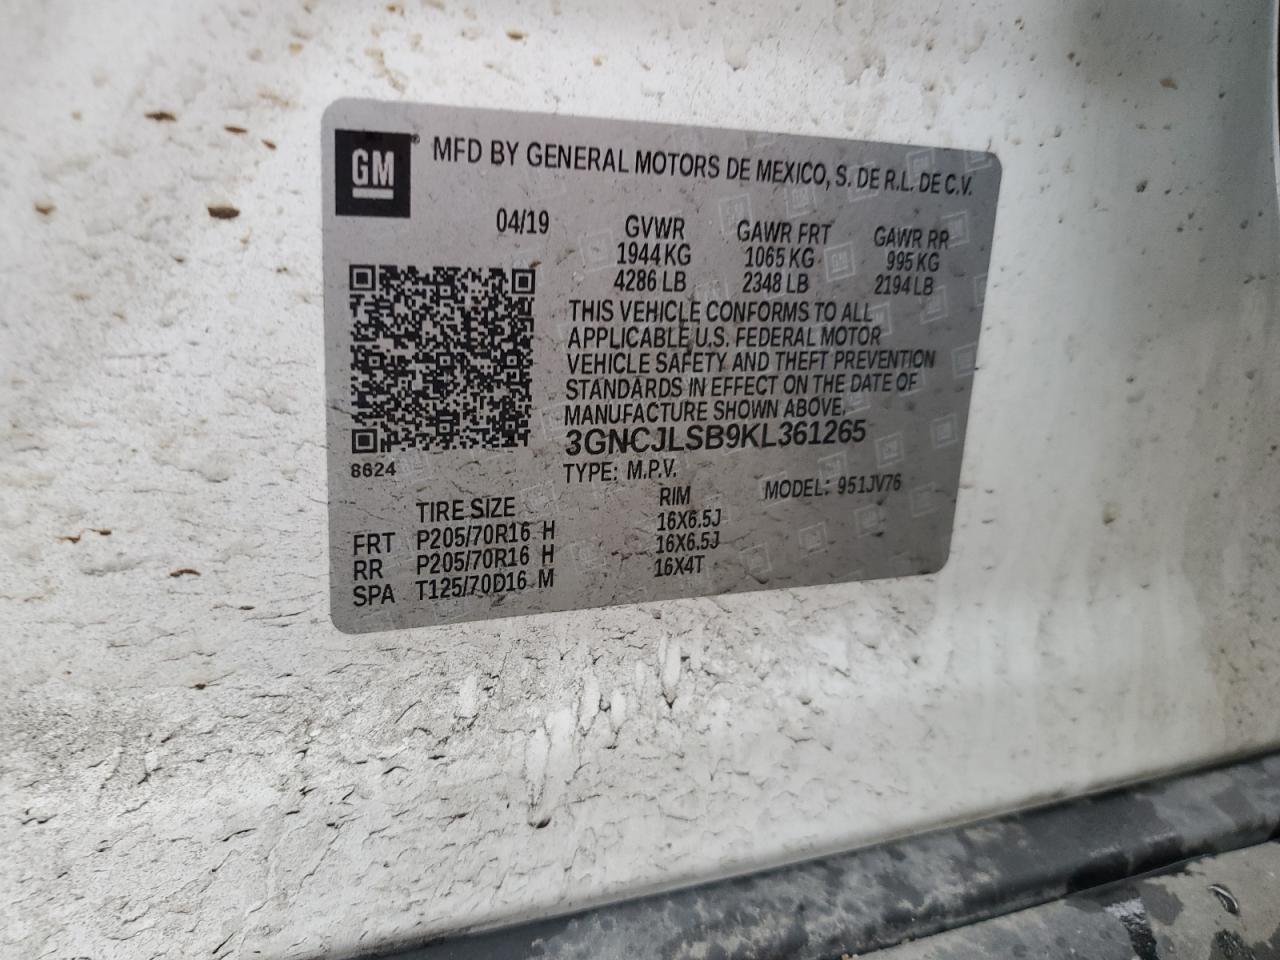 GM ® MFD BY GENERAL MOTORS DE MEXICO, S. DE R.L. DE C.V.
04/19 GVWR GAWR FRT GAWR RR
1944 KG 1065 KG 995 KG
4286 LB 2348 LB 2194 LB
THIS VEHICLE CONFORMS TO ALL
APPLICABLE U.S. FEDERAL MOTOR
VEHICLE SAFETY AND THEFT PREVENTION
STANDARDS IN EFFECT ON THE DATE OF
MANUFACTURE SHOWN ABOVE.
3GNCJLSB9KL361265
8624 TYPE: M.P.V. MODEL: 951JV76
TIRE SIZE RIM
FRT P205/70R16 H 16X6.5J
RR P205/70R16 H 16X6.5J
SPA T125/70D16 M 16X4T